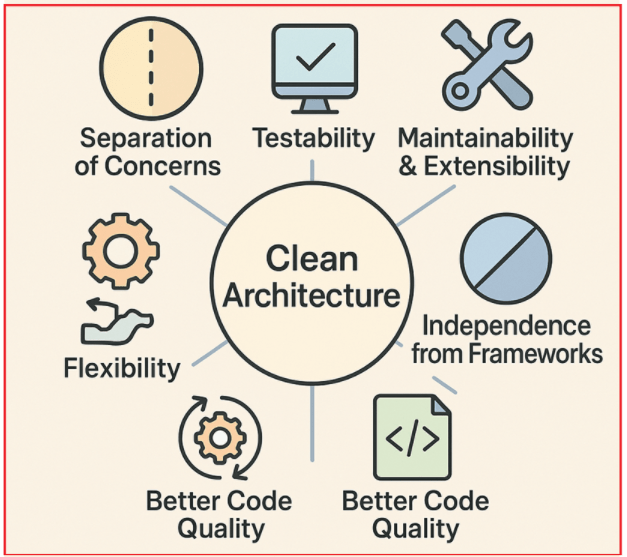 Separation
of Concerns
Testability
Maintainability
& Extensibility
Clean
Architecture
Flexibility
Independence
from Frameworks
</>
Better Code
Quality
Better Code
Quality